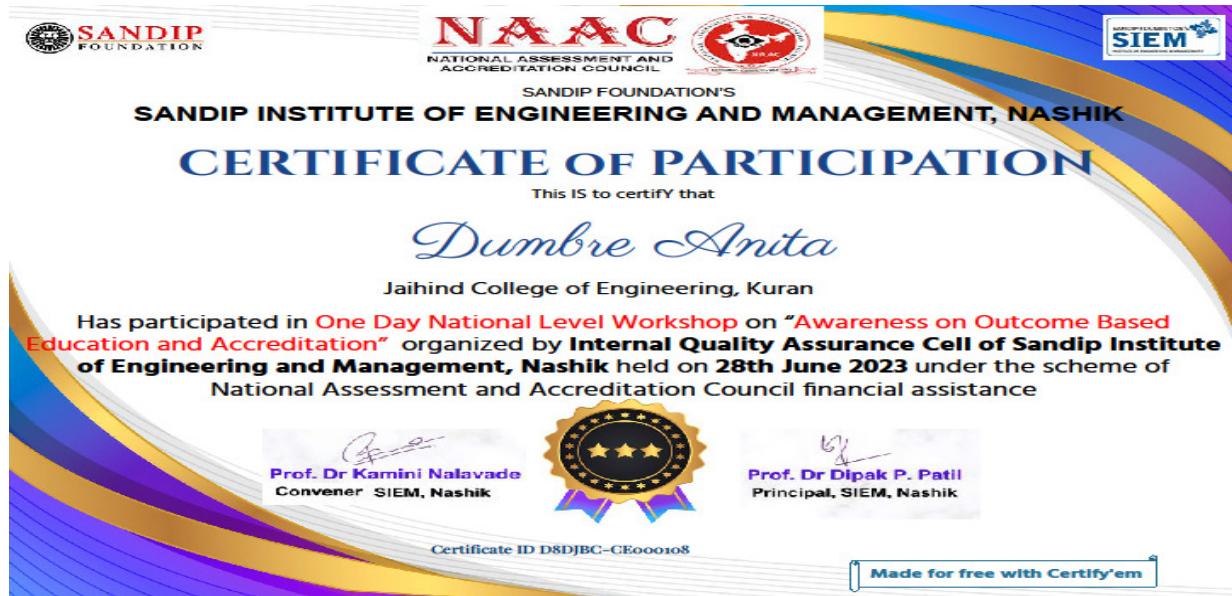 SANDIP
FOUNDATION
NAAC
NATIONAL ASSESSMENT AND
ACCREDITATION COUNCIL
NAAC
SIEM
SANDIP FOUNDATION'S
SANDIP INSTITUTE OF ENGINEERING AND MANAGEMENT, NASHIK
CERTIFICATE OF PARTICIPATION
This IS to certifY that
Dumbre Anita
Jaihind College of Engineering, Kuran
Has participated in One Day National Level Workshop on “Awareness on Outcome Based
Education and Accreditation” organized by Internal Quality Assurance Cell of Sandip Institute
of Engineering and Management, Nashik held on 28th June 2023 under the scheme of
National Assessment and Accreditation Council financial assistance
Prof. Dr Kamini Nalavade
Convener SIEM, Nashik
Prof. Dr Dipak P. Patil
Principal, SIEM, Nashik
Certificate ID D8DJBC-CE000108
Made for free with Certify'em